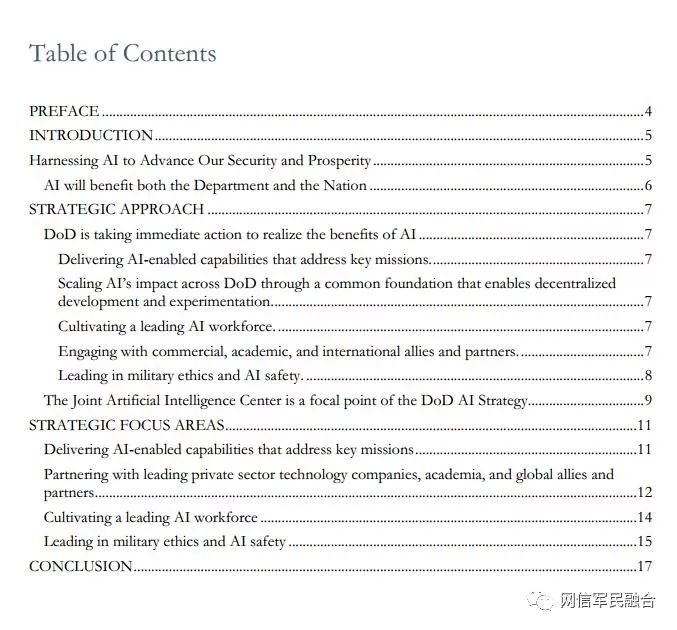 Table of Contents
PREFACE ........ 4
INTRODUCTION ........ 5
Harnessing AI to Advance Our Security and Prosperity ........ 5
AI will benefit both the Department and the Nation ........ 6
STRATEGIC APPROACH ........ 7
DoD is taking immediate action to realize the benefits of AI ........ 7
Delivering AI-enabled capabilities that address key missions. ........ 7
Scaling AI’s impact across DoD through a common foundation that enables decentralized
development and experimentation. ........ 7
Cultivating a leading AI workforce. ........ 7
Engaging with commercial, academic, and international allies and partners. ........ 7
Leading in military ethics and AI safety. ........ 8
The Joint Artificial Intelligence Center is a focal point of the DoD AI Strategy ........ 9
STRATEGIC FOCUS AREAS ........ 11
Delivering AI-enabled capabilities that address key missions ........ 11
Partnering with leading private sector technology companies, academia, and global allies and
partners ........ 12
Cultivating a leading AI workforce ........ 14
Leading in military ethics and AI safety ........ 15
CONCLUSION ........ 17
网信军民融合